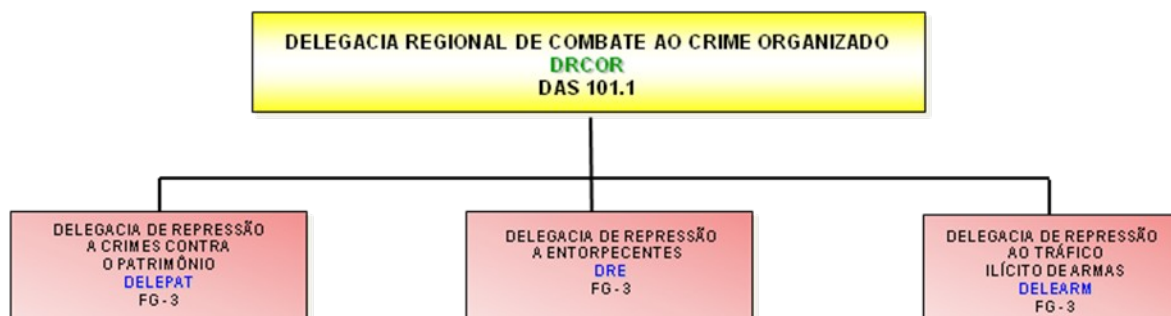 DELEGACIA REGIONAL DE COMBATE AO CRIME ORGANIZADO
DRCOR
DAS 101.1
DELEGACIA DE REPRESSÃO
A CRIMES CONTRA
O PATRIMÔNIO
DELEPAT
FG - 3
DELEGACIA DE REPRESSÃO
A ENTORPECENTES
DRE
FG - 3
DELEGACIA DE REPRESSÃO
AO TRÁFICO
ILÍCITO DE ARMAS
DELEARM
FG - 3